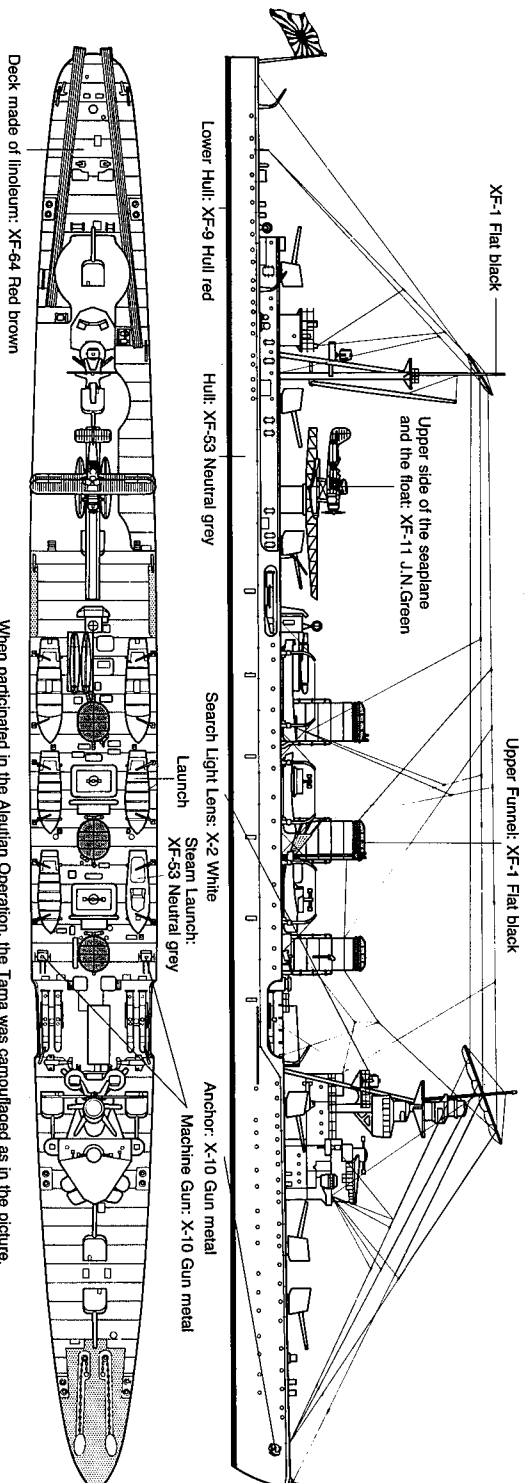 XF-1 Flat black
Upper side of the seaplane
and the float: XF-11 J.N.Green
Upper Funnel: XF-1 Flat black
Lower Hull: XF-9 Hull red
Hull: XF-53 Neutral grey
Search Light Lens: X-2 White
Anchor: X-10 Gun metal
Launch
Steam Launch:
XF-53 Neutral grey
Machine Gun: X-10 Gun metal
Deck made of linoleum: XF-64 Red brown
When participated in the Aleutian Operation, the Tama was camouflaged as in the picture.